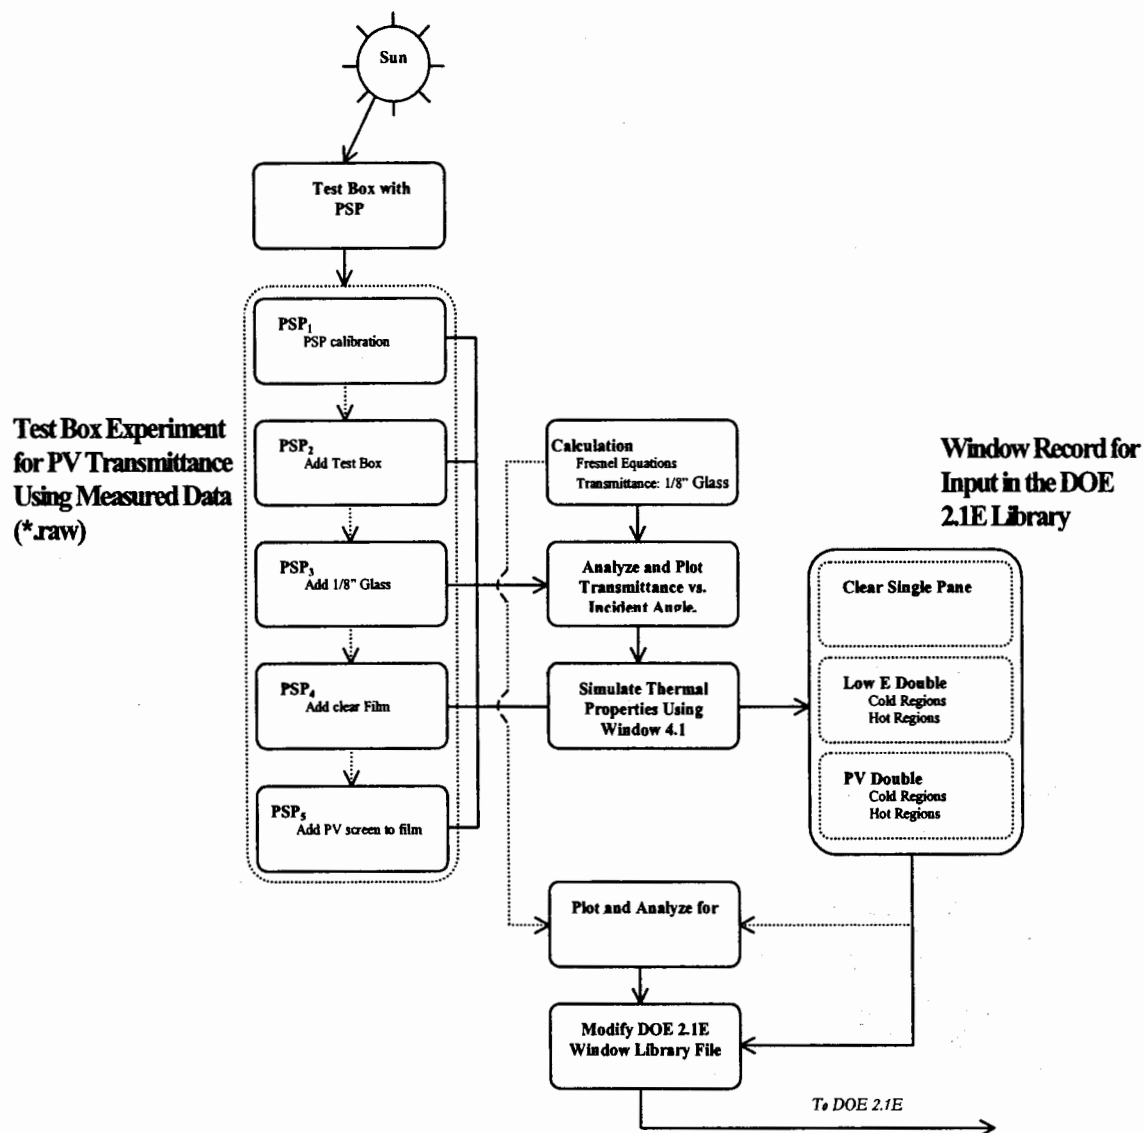 Sun
Test Box with
PSP
PSP1
PSP calibration
PSP2
Add Test Box
PSP3
Add 1/8" Glass
PSP4
Add clear Film
PSP5
Add PV screen to film
Test Box Experiment
for PV Transmittance
Using Measured Data
(*.raw)
Calculation
Fresnel Equations
Transmittance: 1/8" Glass
Analyze and Plot
Transmittance vs.
Incident Angle.
Simulate Thermal
Properties Using
Window 4.1
Window Record for
Input in the DOE
2.1E Library
Clear Single Pane
Low E Double
Cold Regions
Hot Regions
PV Double
Cold Regions
Hot Regions
Plot and Analyze for
Modify DOE 2.1E
Window Library File
To DOE 2.1E